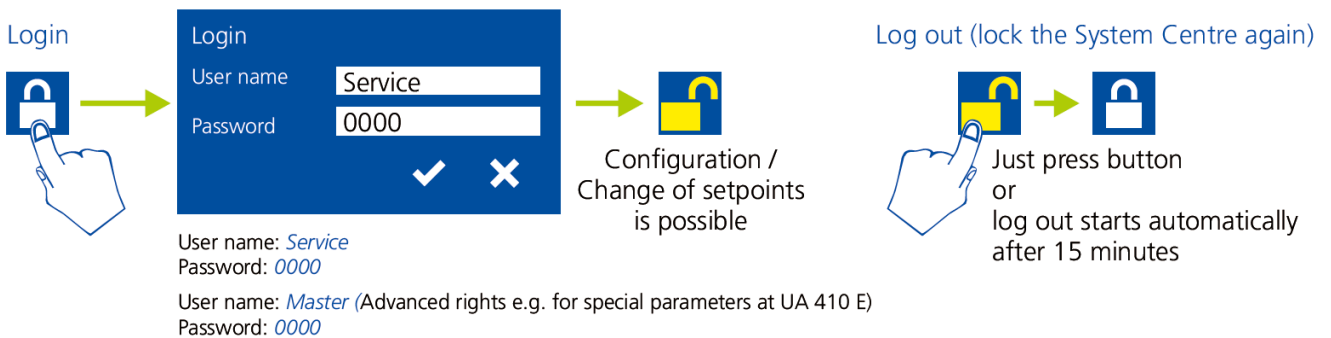 Login
Login
User name
Service
Password
0000
User name: Service
Password: 0000
User name: Master (Advanced rights e.g. for special parameters at UA 410 E)
Password: 0000
Configuration /
Change of setpoints
is possible
Log out (lock the System Centre again)
Just press button
or
log out starts automatically
after 15 minutes